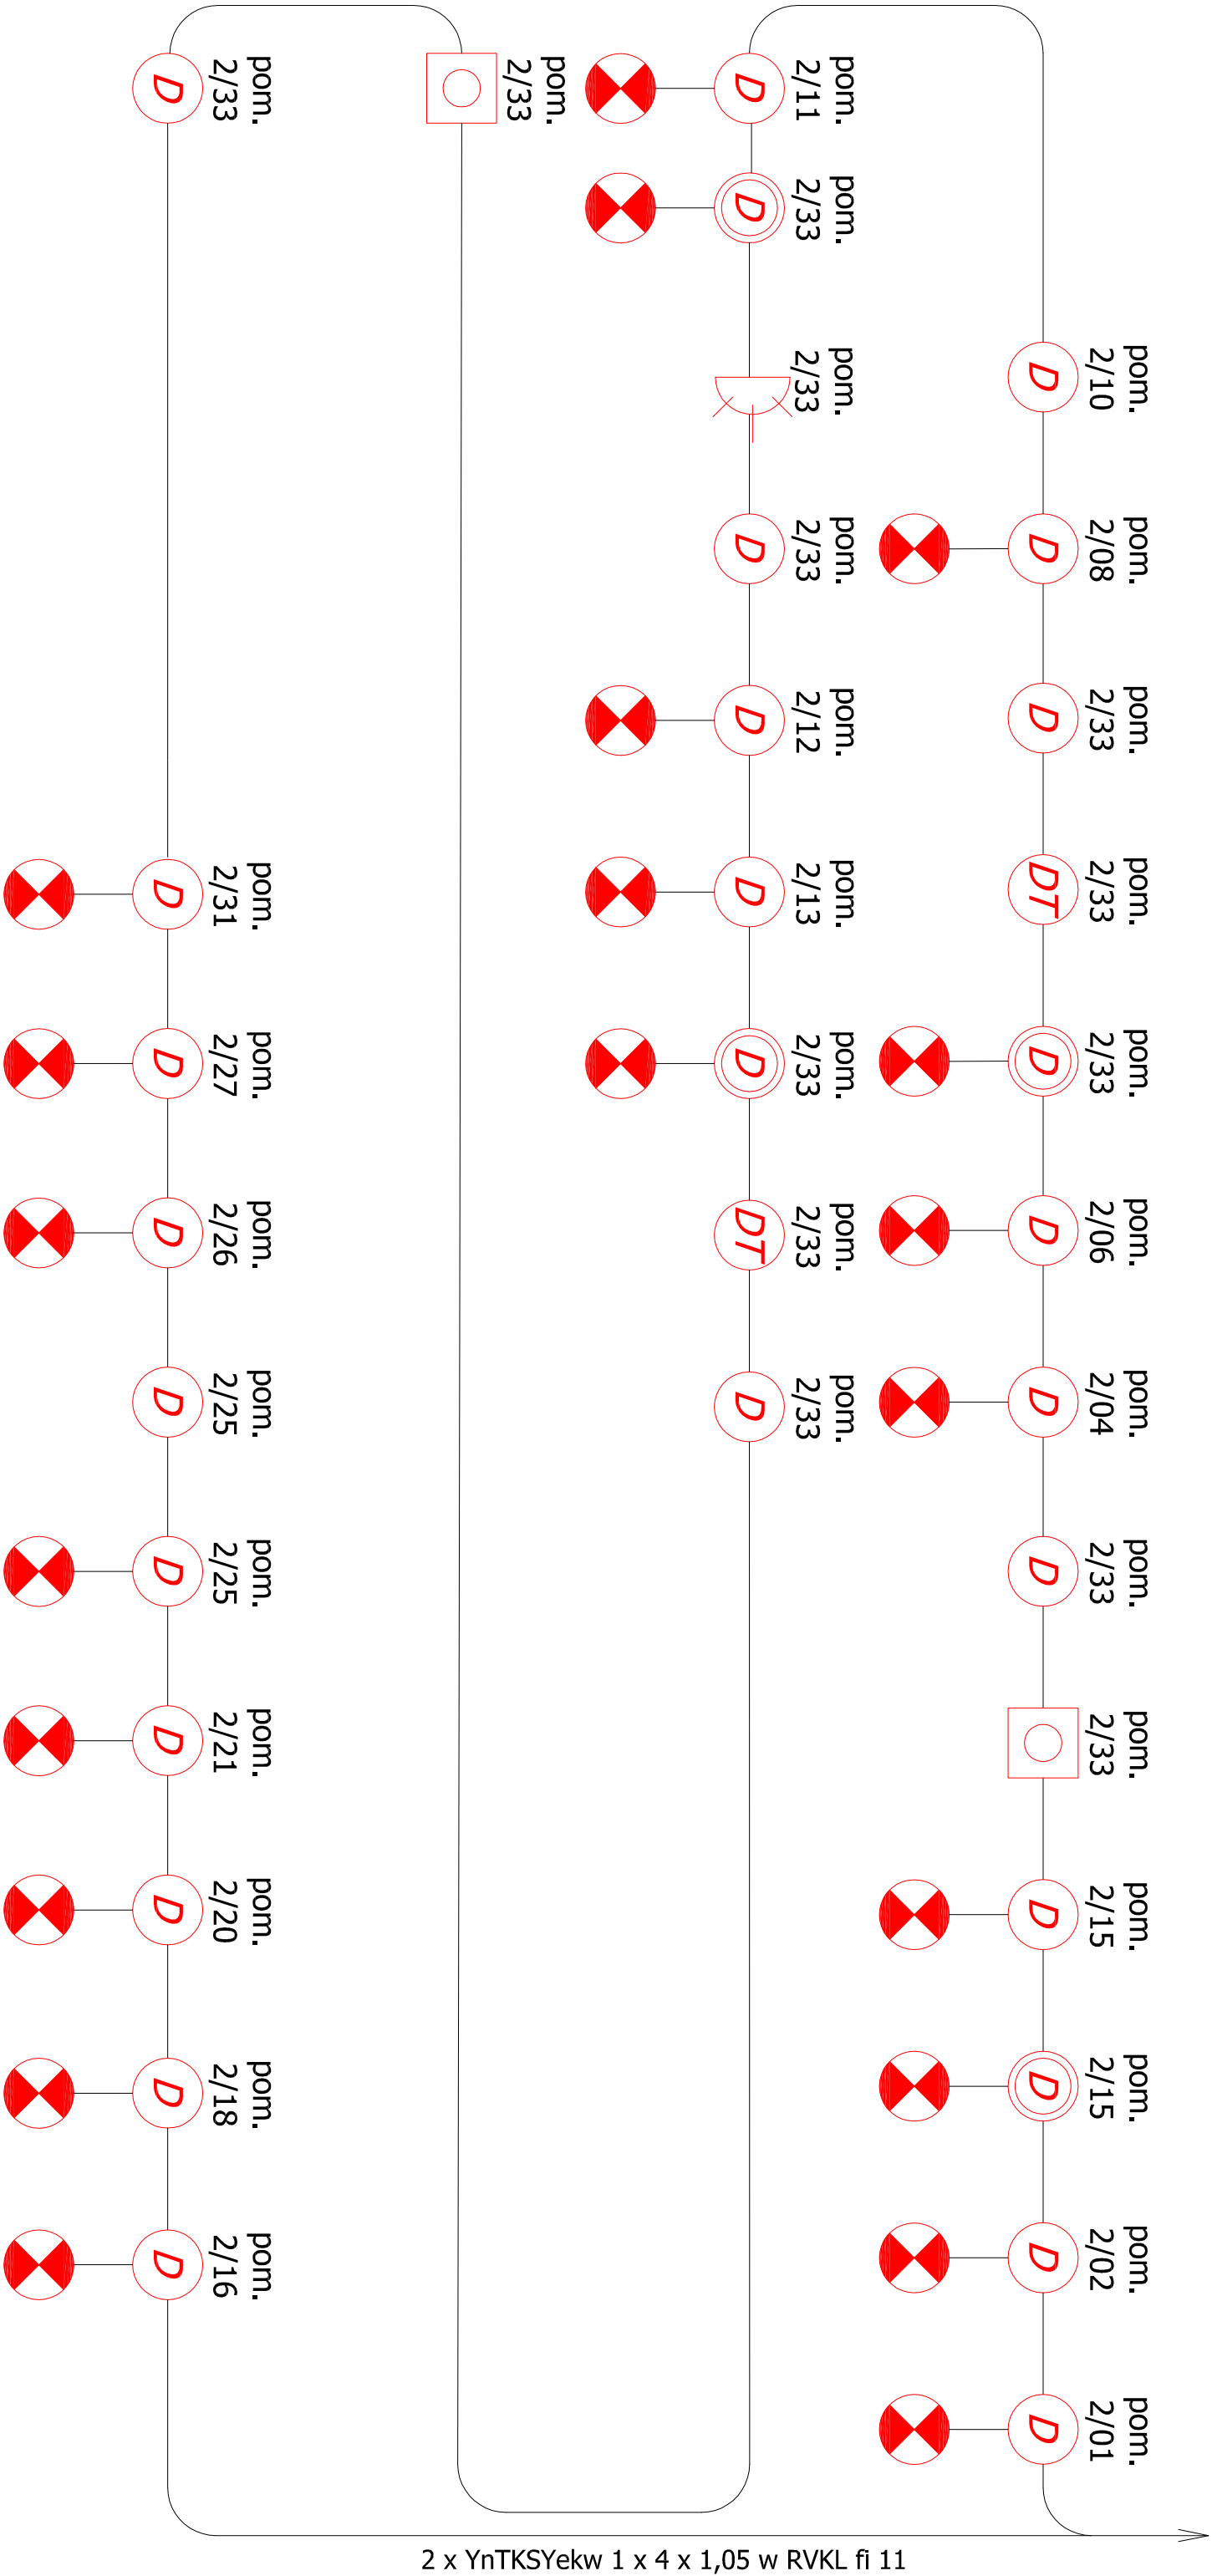 pom.
2/10
D
pom.
2/08
D
pom.
2/33
D
pom.
2/33
DT
pom.
2/33
D
pom.
2/06
D
pom.
2/04
D
pom.
2/33
D
pom.
2/33
pom.
2/15
D
pom.
2/15
D
pom.
2/02
D
pom.
2/01
D
pom.
2/11
D
pom.
2/33
D
pom.
2/33
pom.
2/33
D
pom.
2/12
D
pom.
2/13
D
pom.
2/33
D
pom.
2/33
DT
pom.
2/33
D
pom.
2/33
pom.
2/33
D
pom.
2/31
D
pom.
2/27
D
pom.
2/26
D
pom.
2/25
D
pom.
2/25
D
pom.
2/21
D
pom.
2/20
D
pom.
2/18
D
pom.
2/16
D
2 x YnTKSYekw 1 x 4 x 1,05 w RVKL fi 11